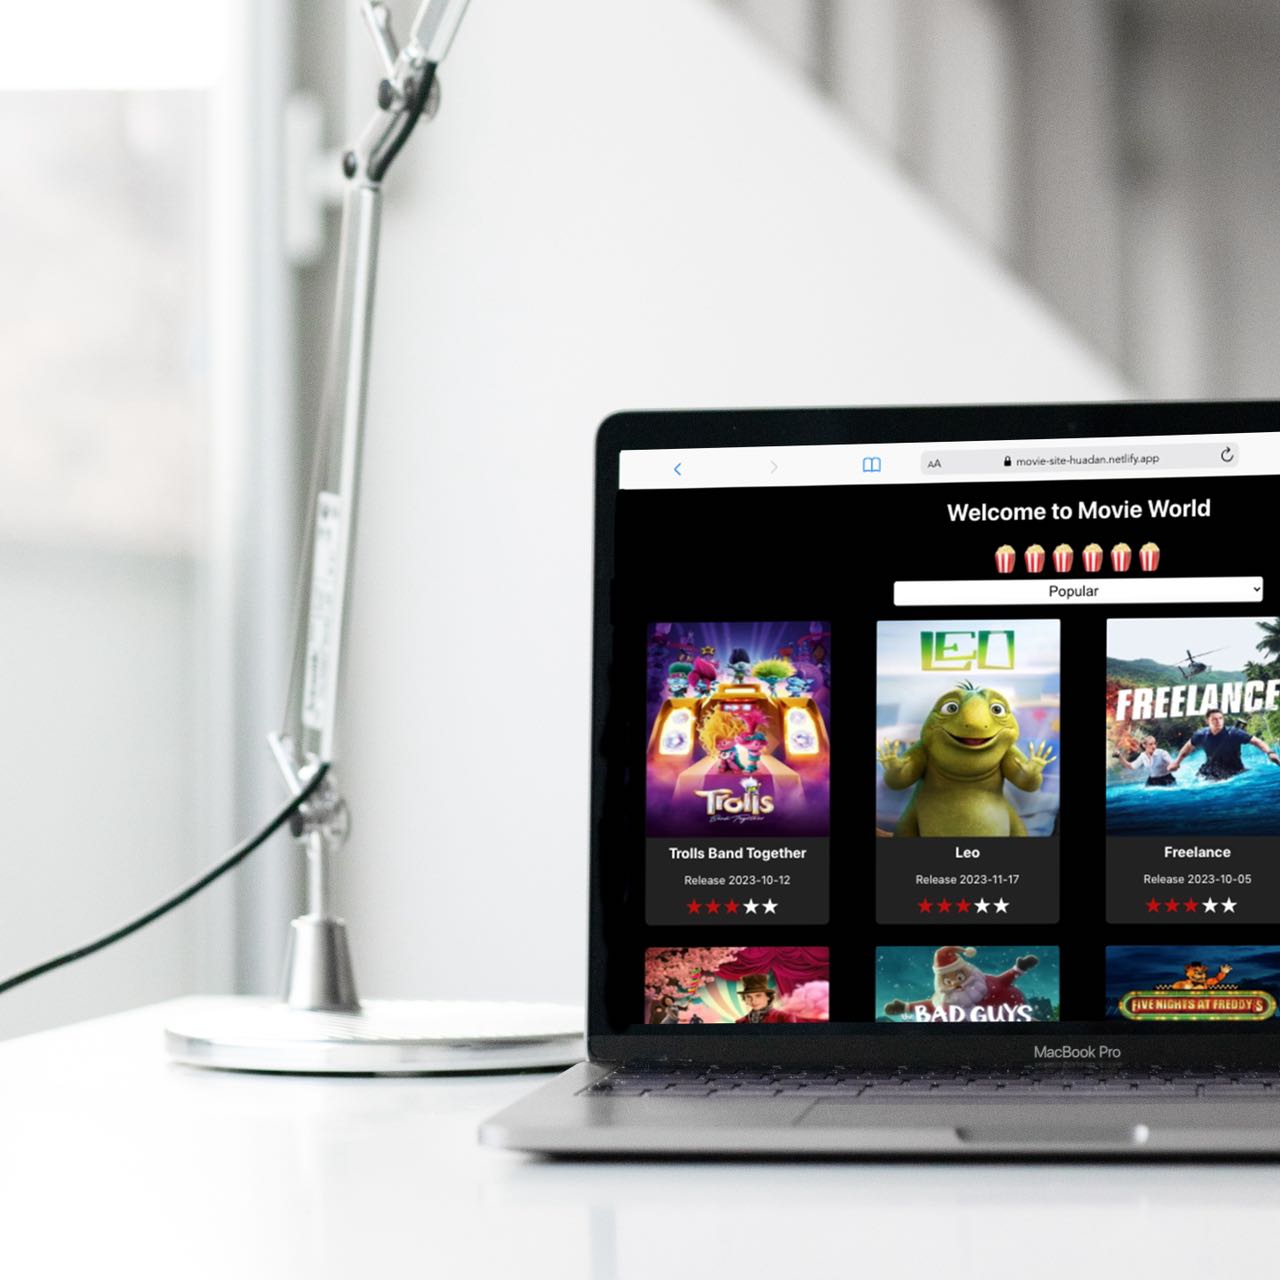 AA
movie-site-huadan.netlify.app
Welcome to Movie World
Popular
TROLLS
Band Together
LEO
FREELANCE
Trolls Band Together
Leo
Freelance
Release 2023-10-12
Release 2023-11-17
Release 2023-10-05
the BAD GUYS
FIVE NIGHTS AT FREDDY'S
MacBook Pro